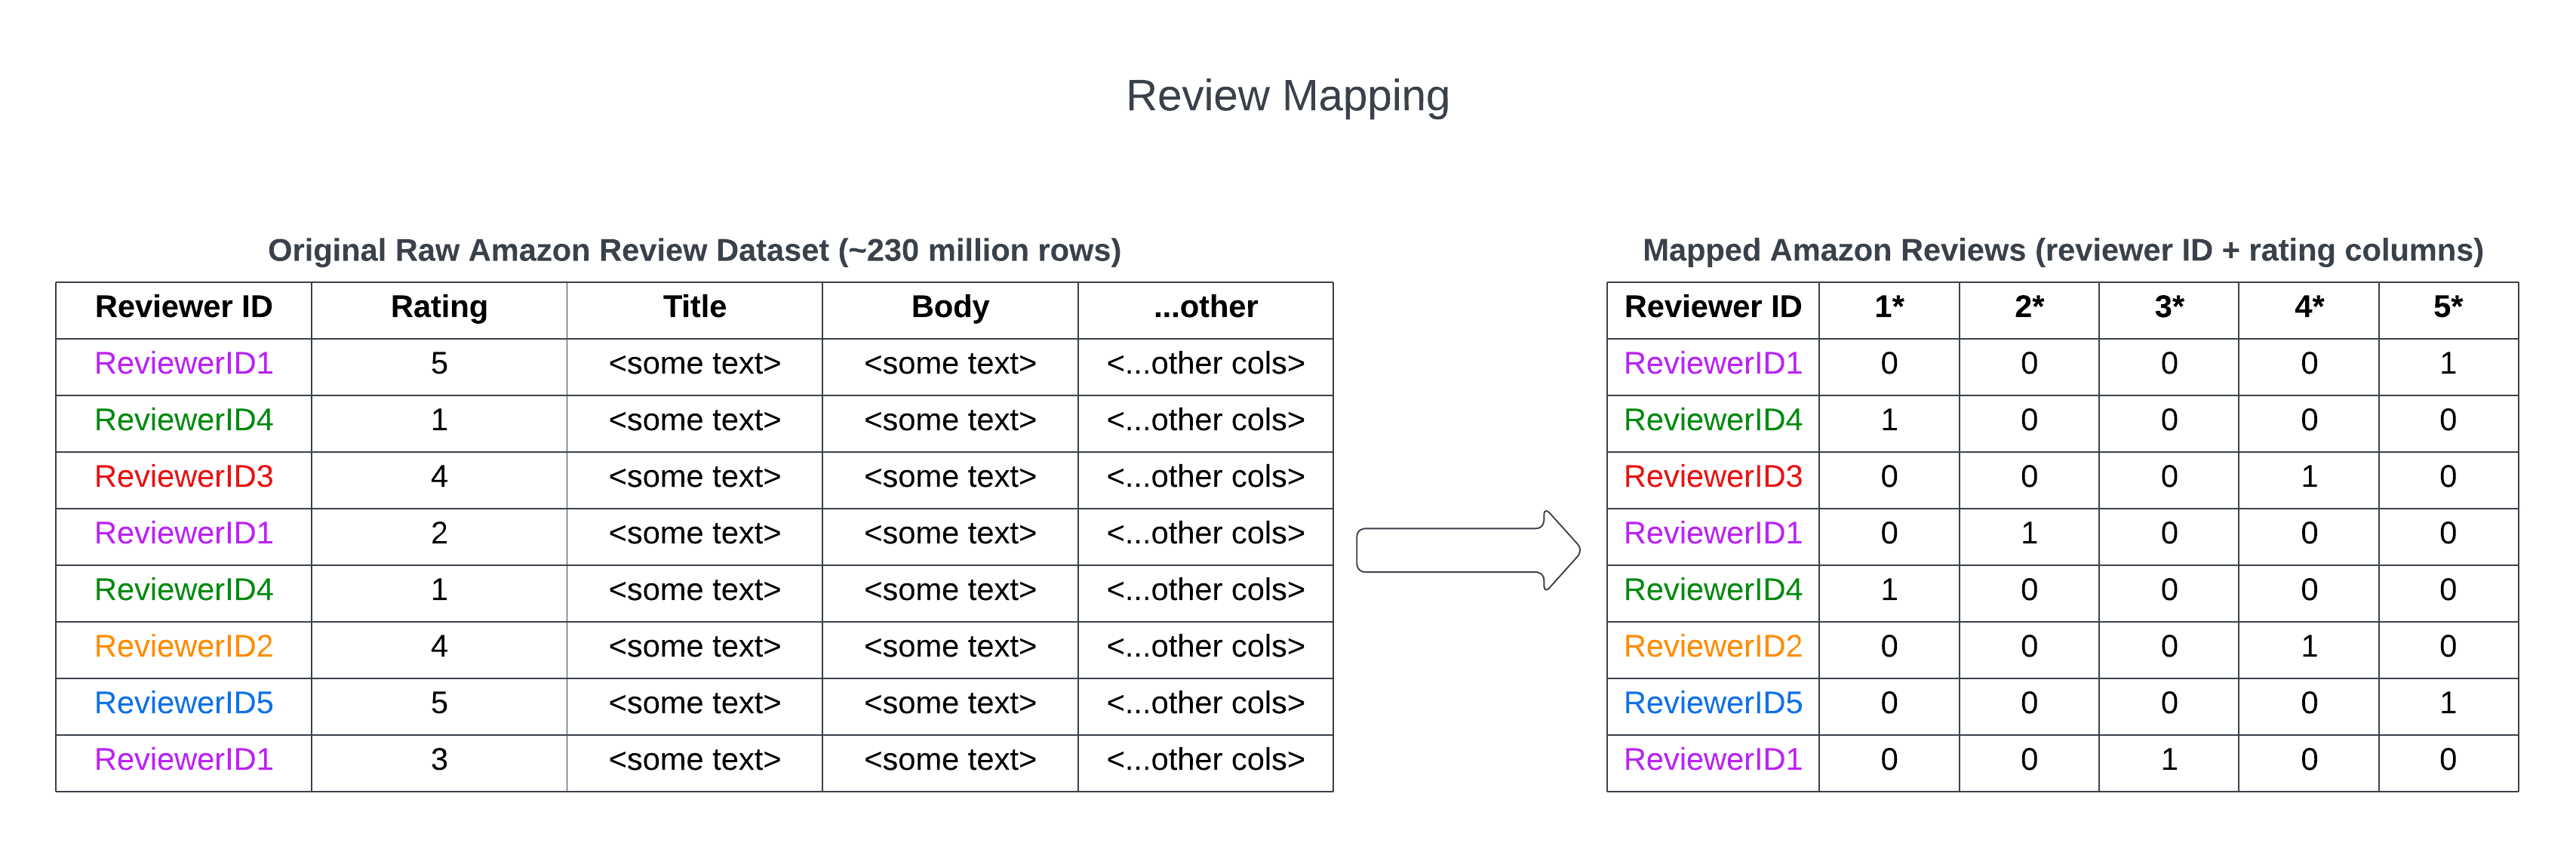 Review Mapping
Original Raw Amazon Review Dataset (~230 million rows)
Reviewer ID Rating Title Body ...other
ReviewerID1 5 <some text> <some text> <...other cols>
ReviewerID4 1 <some text> <some text> <...other cols>
ReviewerID3 4 <some text> <some text> <...other cols>
ReviewerID1 2 <some text> <some text> <...other cols>
ReviewerID4 1 <some text> <some text> <...other cols>
ReviewerID2 4 <some text> <some text> <...other cols>
ReviewerID5 5 <some text> <some text> <...other cols>
ReviewerID1 3 <some text> <some text> <...other cols>
Mapped Amazon Reviews (reviewer ID + rating columns)
Reviewer ID 1* 2* 3* 4* 5*
ReviewerID1 0 0 0 0 1
ReviewerID4 1 0 0 0 0
ReviewerID3 0 0 0 1 0
ReviewerID1 0 1 0 0 0
ReviewerID4 1 0 0 0 0
ReviewerID2 0 0 0 1 0
ReviewerID5 0 0 0 0 1
ReviewerID1 0 0 1 0 0